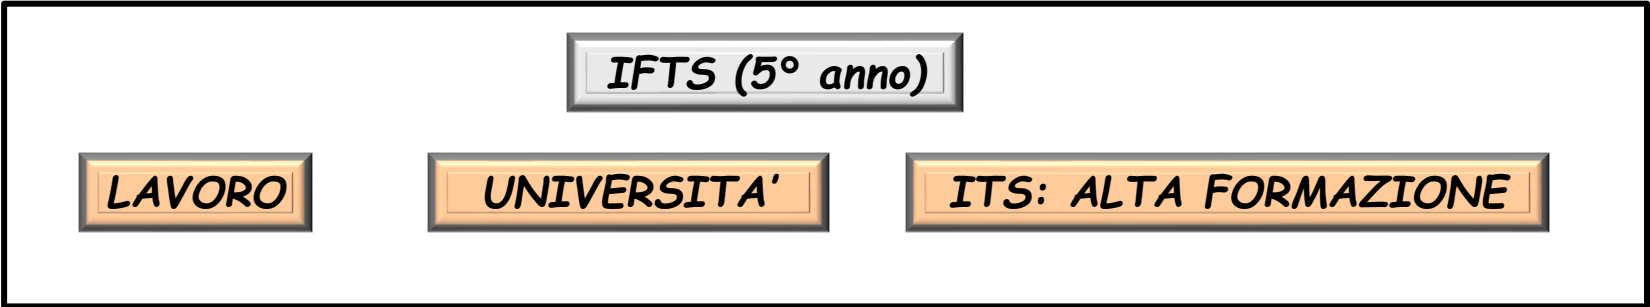 IFTS (5° anno)
LAVORO
UNIVERSITA’
ITS: ALTA FORMAZIONE